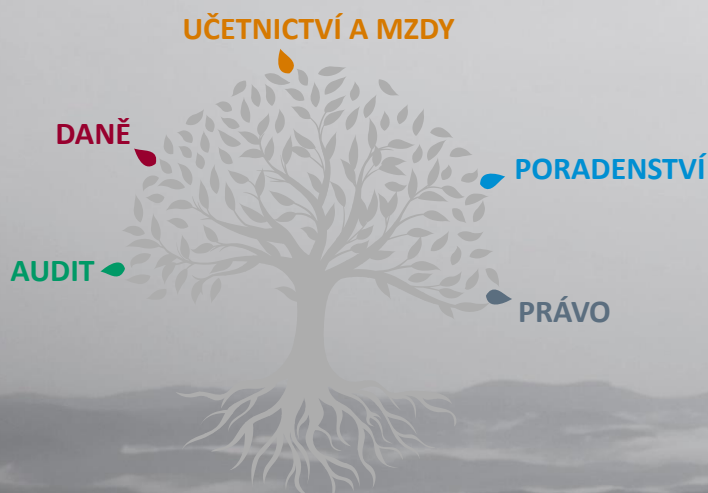 UČETNICTVÍ A MZDY
DANĚ
PORADENSTVÍ
AUDIT
PRÁVO